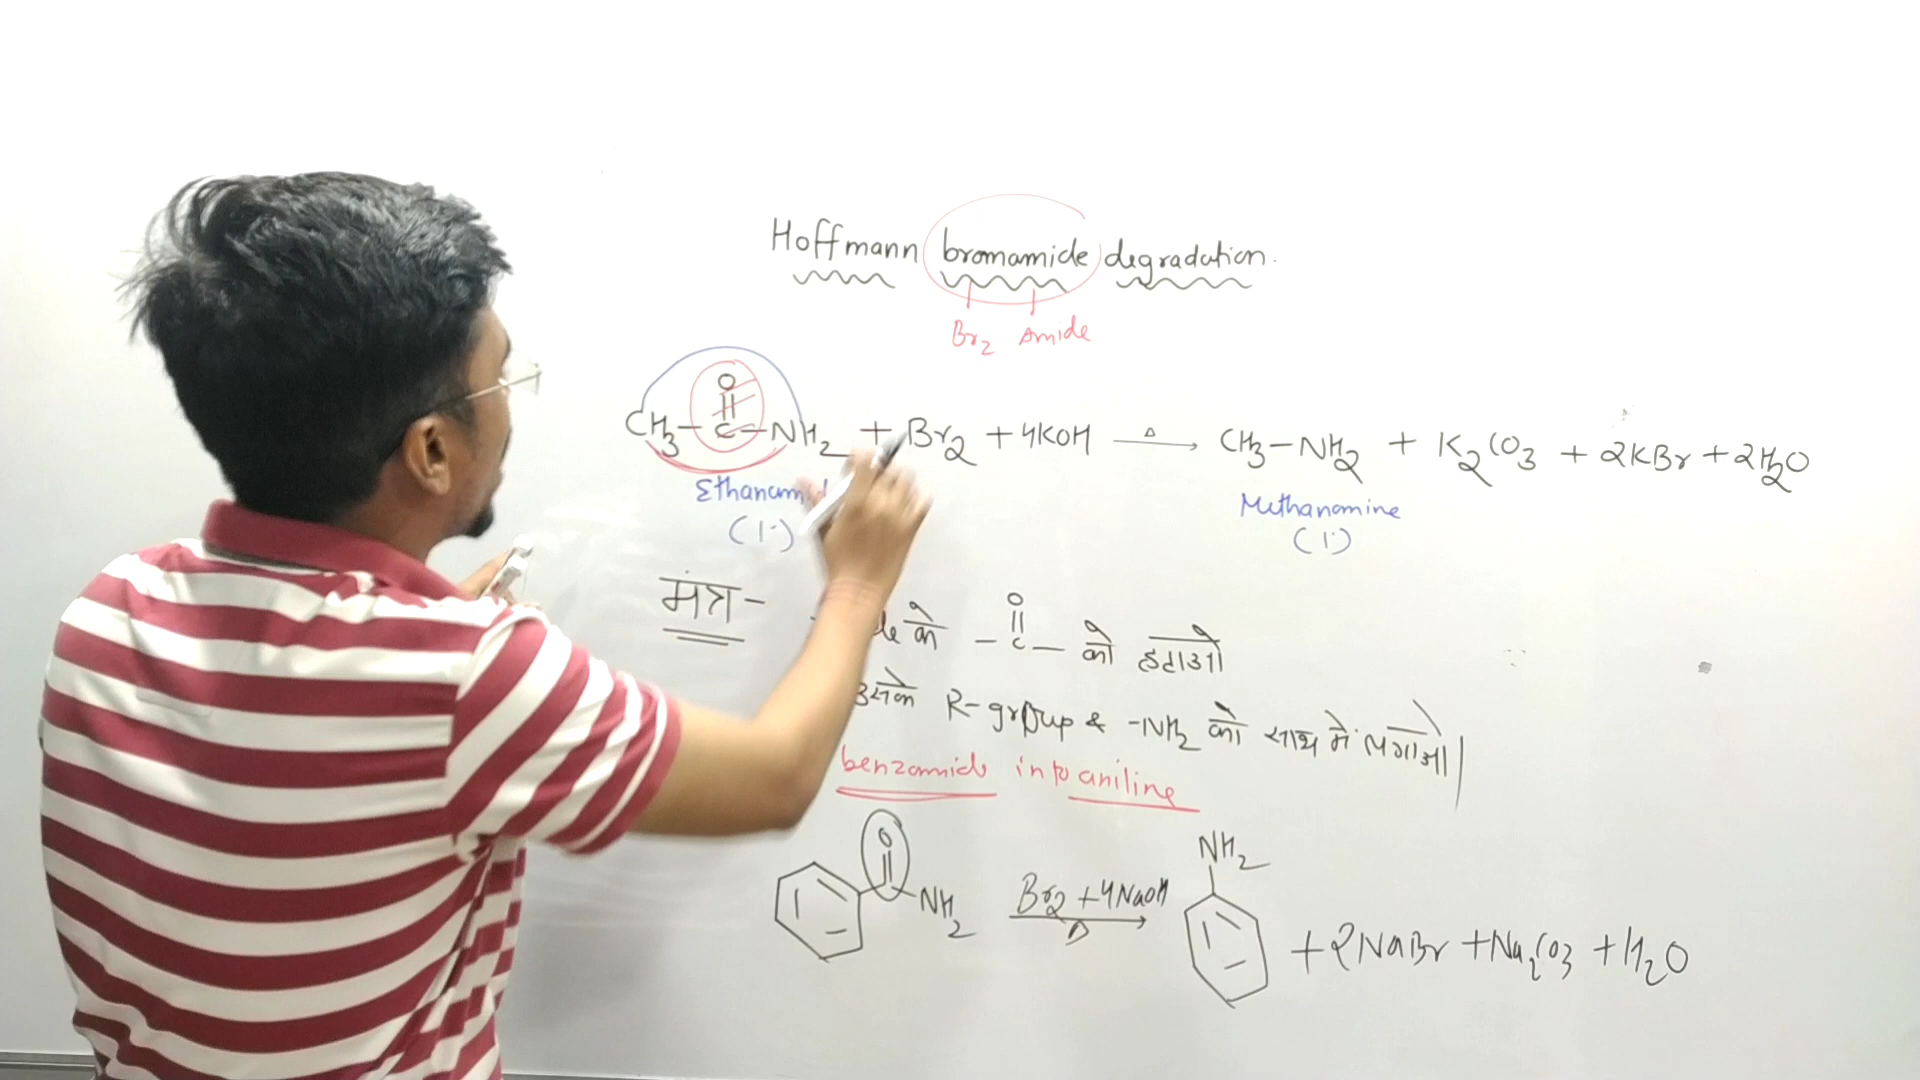 Hoffmann bromamide degradation.
Br2 Amide
O
CH3-C-NH2 + Br2 + 4KOH Δ→ CH3-NH2 + K2CO3 + 2KBr + 2H2O
Methanamine
(1°) (1°)
मंत्र- के -C- को हटाओ
O
उसके R-group & -NH2 को साथ में लगाओ।
benzamide into aniline
O
C NH2 Br2 + 4NaOH Δ→ NH2 + 2NaBr + Na2CO3 + H2O